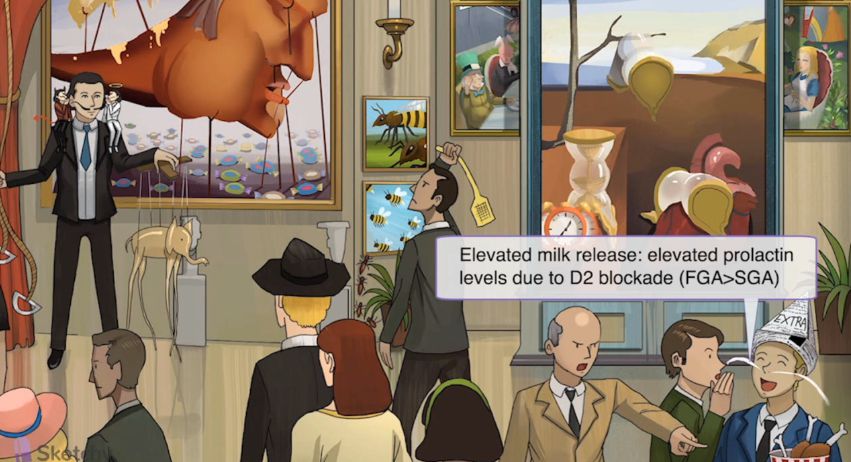 Elevated milk release: elevated prolactin
levels due to D2 blockade (FGA>SGA)
EXTRA
Sketchy